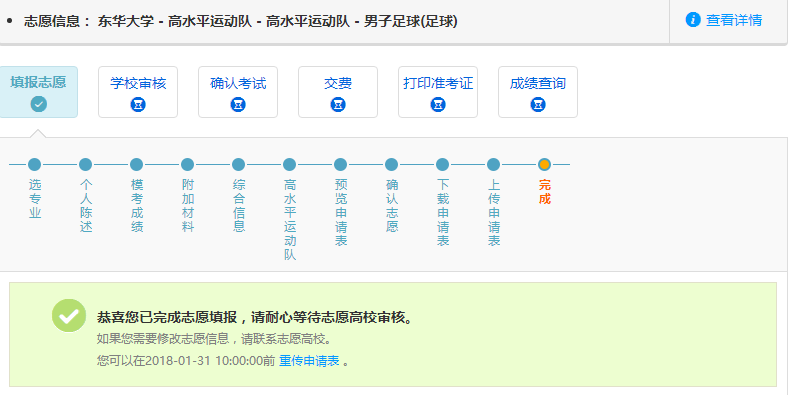 志愿信息： 东华大学 - 高水平运动队 - 高水平运动队 - 男子足球(足球)
查看详情
填报志愿
学校审核
确认考试
交费
打印准考证
成绩查询
选专业
个人陈述
模考成绩
附加材料
综合信息
高水平运动队
预览申请表
确认志愿
下载申请表
上传申请表
完成
恭喜您已完成志愿填报，请耐心等待志愿高校审核。
如果您需要修改志愿信息，请联系志愿高校。
您可以在2018-01-31 10:00:00前 重传申请表 。